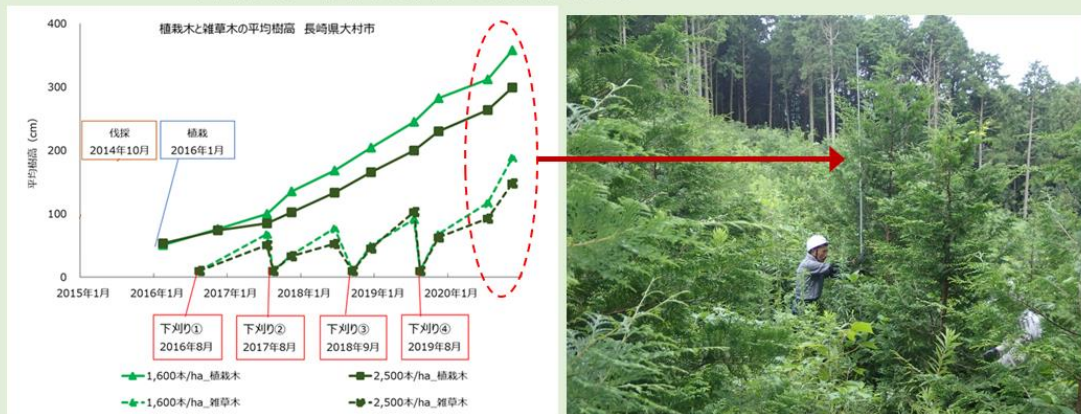 植栽木と雑草木の平均樹高 長崎県大村市
400
300
200
100
0
平均樹高 (cm)
伐採
2014年10月
植栽
2016年1月
2015年1月 2016年1月 2017年1月 2018年1月 2019年1月 2020年1月
下刈り①
2016年8月
下刈り②
2017年8月
下刈り③
2018年9月
下刈り④
2019年8月
1,600本/ha_植栽木 2,500本/ha_植栽木
1,600本/ha_雑草木 2,500本/ha_雑草木